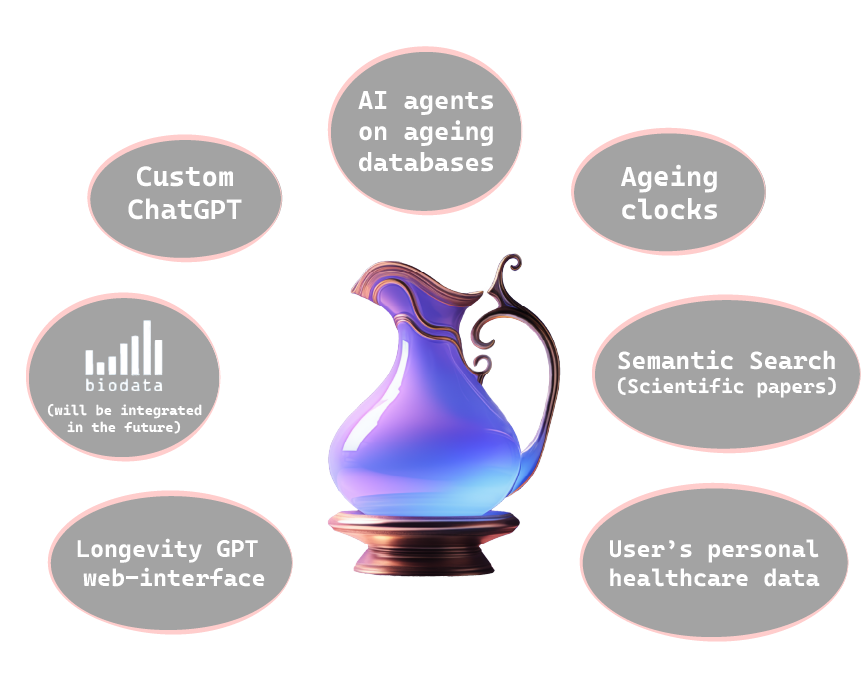 AI agents
on ageing
databases
Custom
ChatGPT
Ageing
clocks
biodata
(will be integrated
in the future)
Semantic Search
(Scientific papers)
Longevity GPT
web-interface
User’s personal
healthcare data